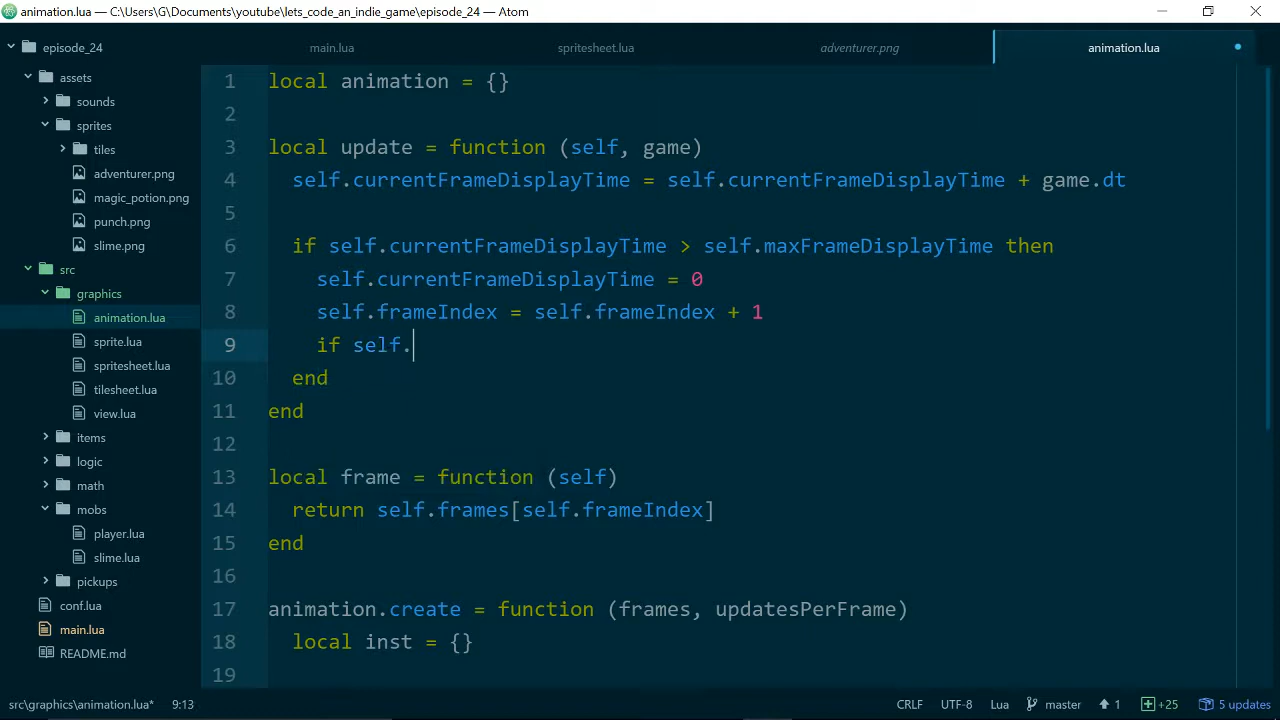 animation.lua — C:\Users\G\Documents\youtube\lets_code_an_indie_game\episode_24 — Atom
episode_24
main.lua
spritesheet.lua
adventurer.png
animation.lua
assets
sounds
sprites
tiles
adventurer.png
magic_potion.png
punch.png
slime.png
src
graphics
animation.lua
sprite.lua
spritesheet.lua
tilesheet.lua
view.lua
items
logic
math
mobs
player.lua
slime.lua
pickups
conf.lua
main.lua
README.md
1 local animation = {}
2
3 local update = function (self, game)
4 self.currentFrameDisplayTime = self.currentFrameDisplayTime + game.dt
5
6 if self.currentFrameDisplayTime > self.maxFrameDisplayTime then
7 self.currentFrameDisplayTime = 0
8 self.frameIndex = self.frameIndex + 1
9 if self.
10 end
11 end
12
13 local frame = function (self)
14 return self.frames[self.frameIndex]
15 end
16
17 animation.create = function (frames, updatesPerFrame)
18 local inst = {}
19
src\graphics\animation.lua* 9:13 CRLF UTF-8 Lua master 1 +25 5 updates